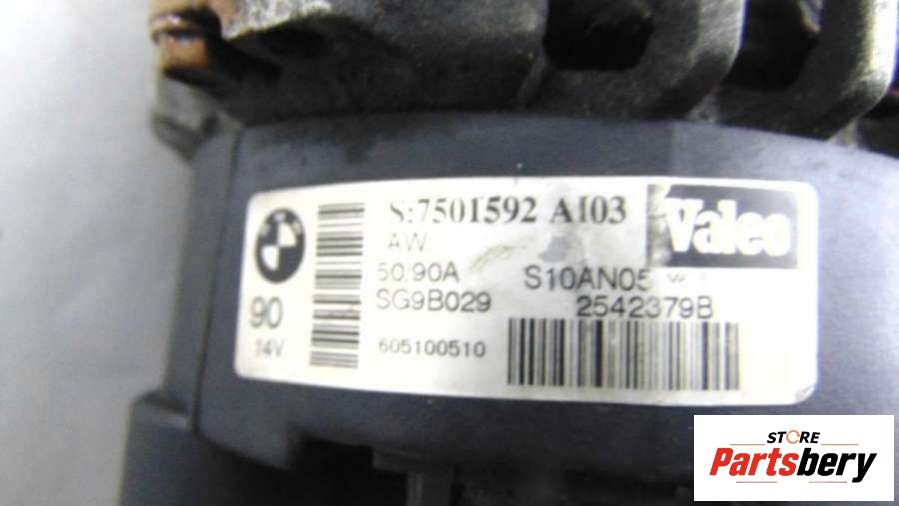 S:7501592 AI03
Valeo
AW
50/90A S10AN05
SG9B029 2542379B
90
14V
605100510
STORE
Partsbery